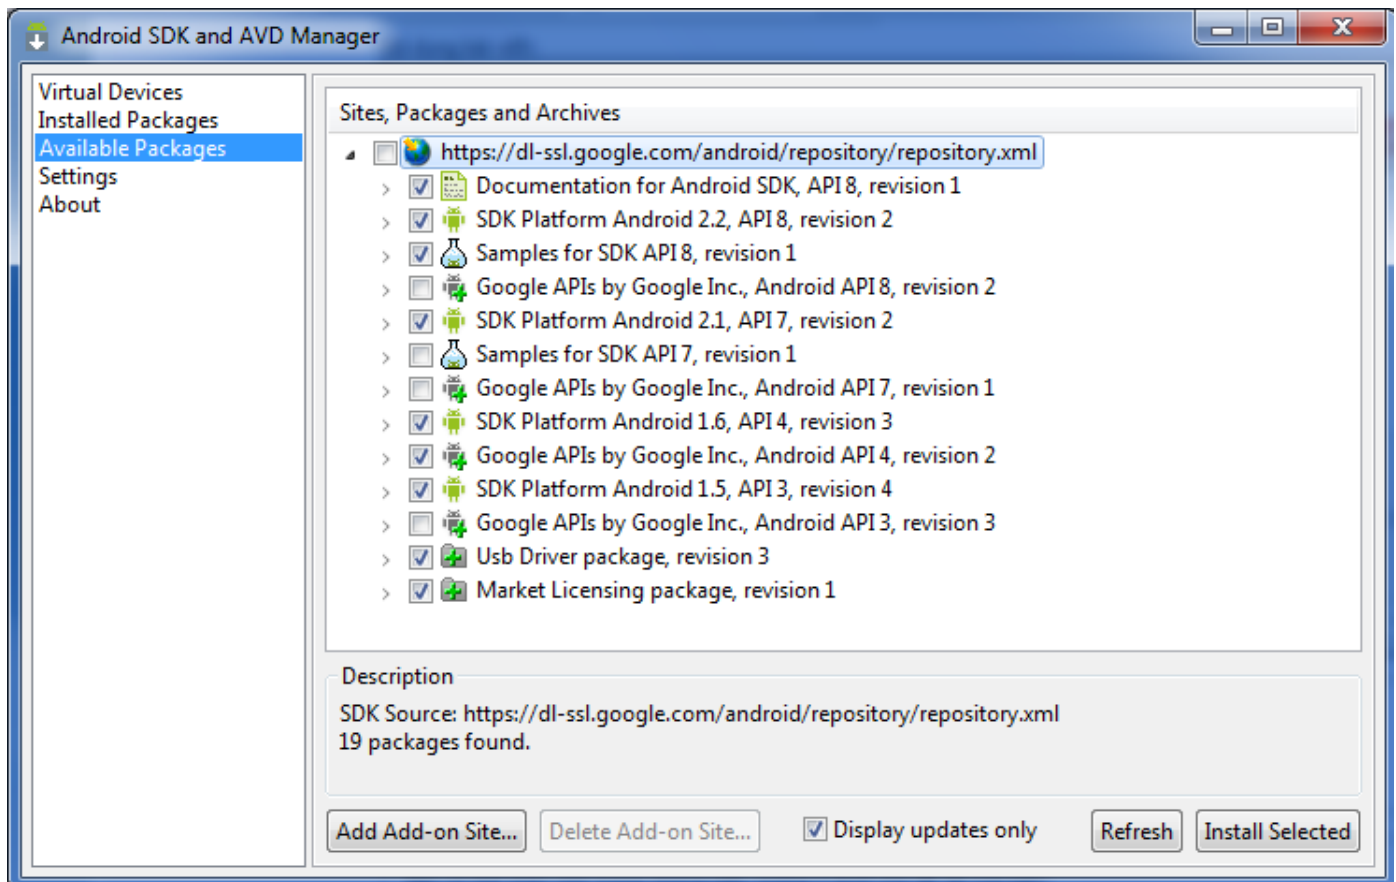 Android SDK and AVD Manager
Virtual Devices
Installed Packages
Available Packages
Settings
About
Sites, Packages and Archives
https://dl-ssl.google.com/android/repository/repository.xml
Documentation for Android SDK, API 8, revision 1
SDK Platform Android 2.2, API 8, revision 2
Samples for SDK API 8, revision 1
Google APIs by Google Inc., Android API 8, revision 2
SDK Platform Android 2.1, API 7, revision 2
Samples for SDK API 7, revision 1
Google APIs by Google Inc., Android API 7, revision 1
SDK Platform Android 1.6, API 4, revision 3
Google APIs by Google Inc., Android API 4, revision 2
SDK Platform Android 1.5, API 3, revision 4
Google APIs by Google Inc., Android API 3, revision 3
Usb Driver package, revision 3
Market Licensing package, revision 1
Description
SDK Source: https://dl-ssl.google.com/android/repository/repository.xml
19 packages found.
Add Add-on Site... Delete Add-on Site... Display updates only Refresh Install Selected